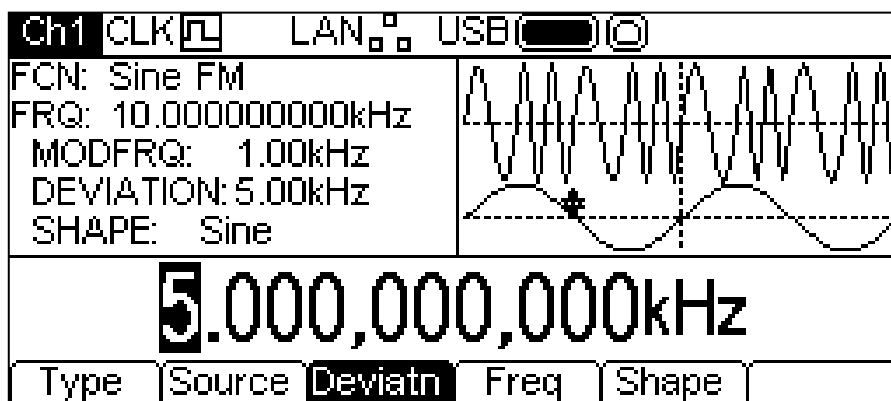 Ch1 CLK LAN USB
FCN: Sine FM
FRQ: 10.000000000kHz
MODFRQ: 1.00kHz
DEVIATION: 5.00kHz
SHAPE: Sine
5.000,000,000kHz
Type Source Deviatn Freq Shape